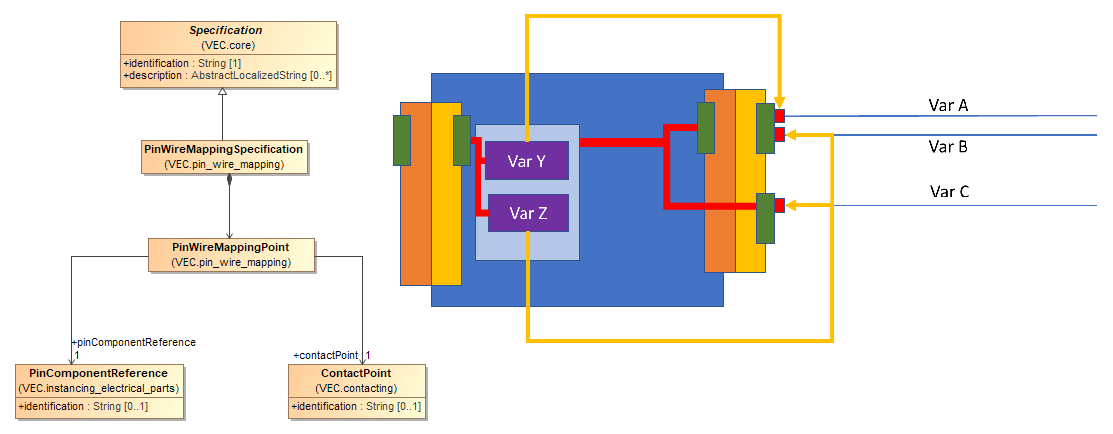 Specification
(VEC.core)
+identification : String [1]
+description : AbstractLocalizedString [0..*]
PinWireMappingSpecification
(VEC.pin_wire_mapping)
PinWireMappingPoint
(VEC.pin_wire_mapping)
+pinComponentReference
1
+contactPoint 1
PinComponentReference
(VEC.instancing_electrical_parts)
+identification : String [0..1]
ContactPoint
(VEC.contacting)
+identification : String [0..1]
Var Y
Var Z
Var A
Var B
Var C